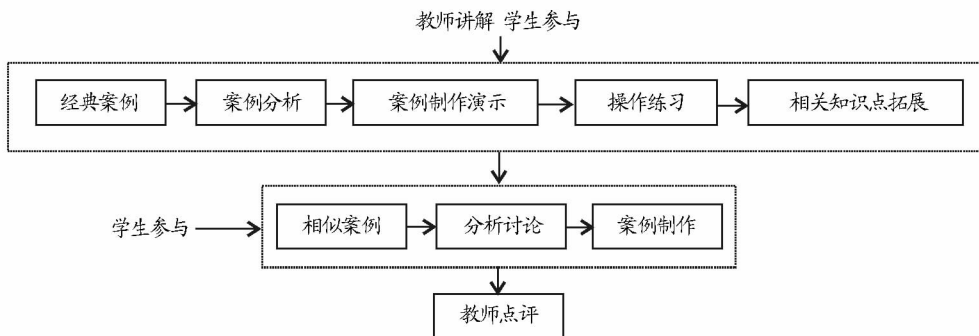 教师讲解 学生参与
经典案例 案例分析 案例制作演示 操作练习 相关知识点拓展
学生参与 相似案例 分析讨论 案例制作
教师点评